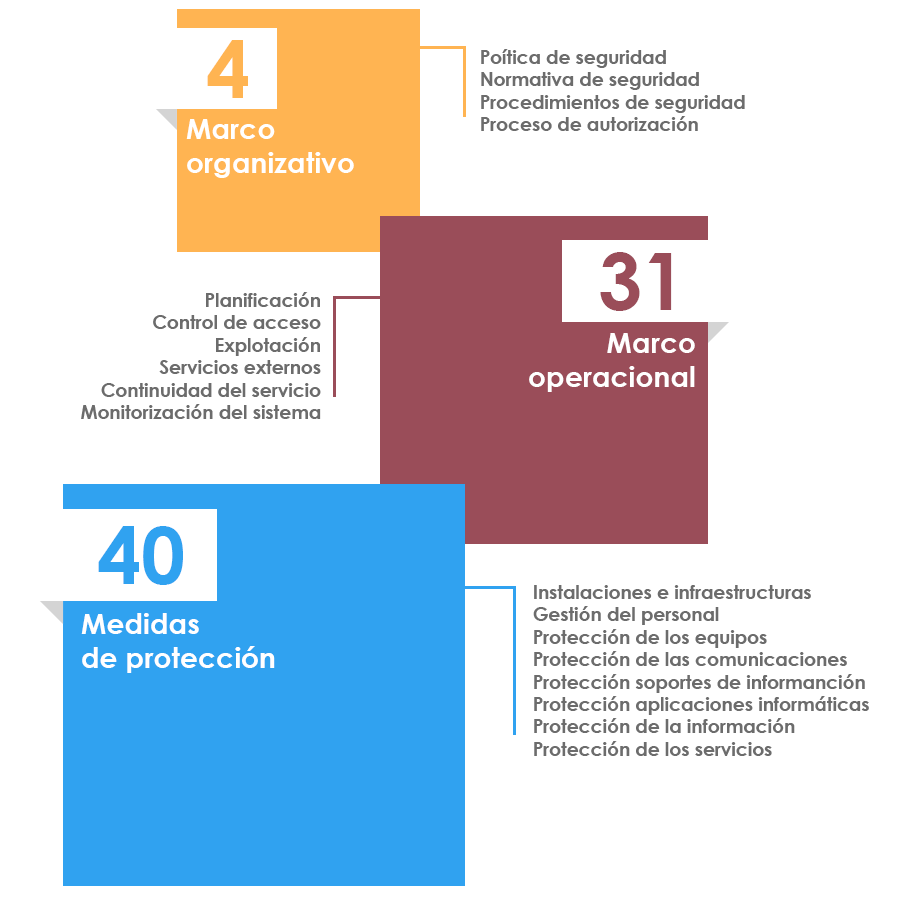 4
Marco
organizativo
Poítica de seguridad
Normativa de seguridad
Procedimientos de seguridad
Proceso de autorización
31
Marco
operacional
Planificación
Control de acceso
Explotación
Servicios externos
Continuidad del servicio
Monitorización del sistema
40
Medidas
de protección
Instalaciones e infraestructuras
Gestión del personal
Protección de los equipos
Protección de las comunicaciones
Protección soportes de informanción
Protección aplicaciones informáticas
Protección de la información
Protección de los servicios